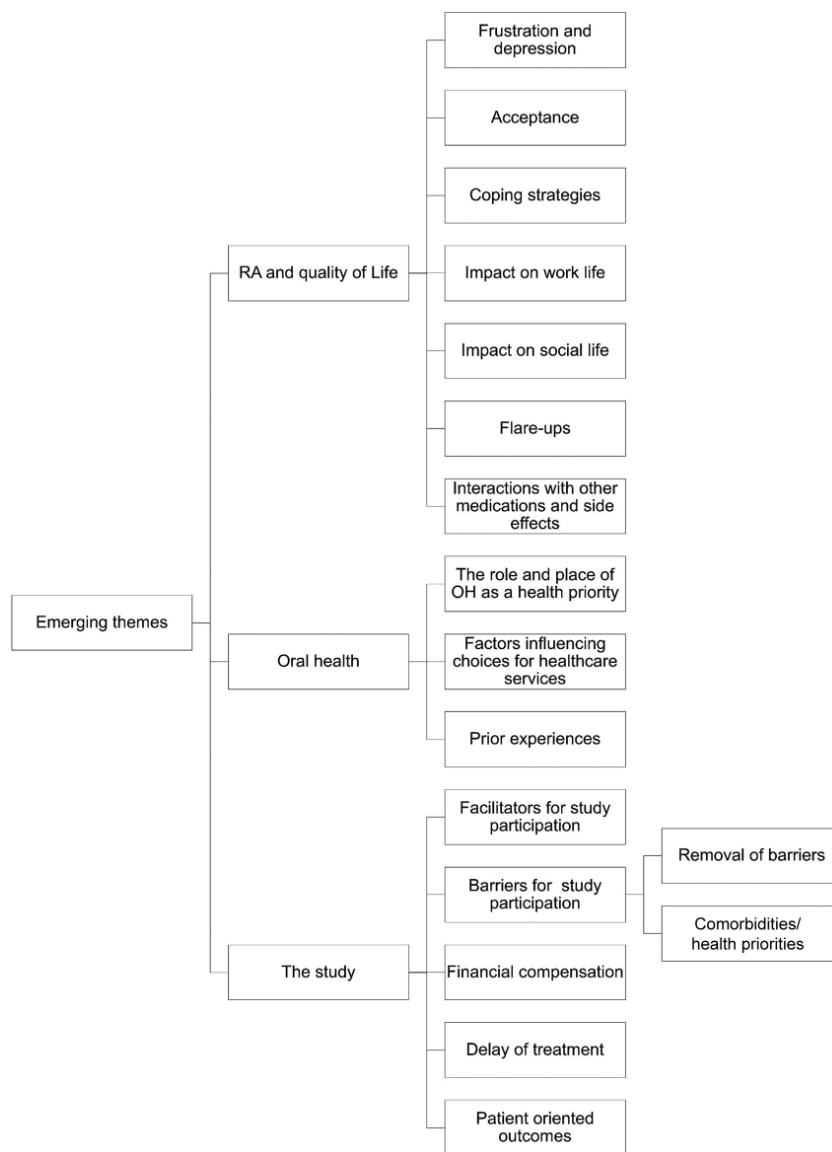 Frustration and
depression
Acceptance
Coping strategies
RA and quality of Life
Impact on work life
Impact on social life
Flare-ups
Interactions with other
medications and side
effects
Emerging themes
The role and place of
OH as a health priority
Oral health
Factors influencing
choices for healthcare
services
Prior experiences
Facilitators for study
participation
Barriers for study
participation
Removal of barriers
Comorbidities/
health priorities
The study
Financial compensation
Delay of treatment
Patient oriented
outcomes